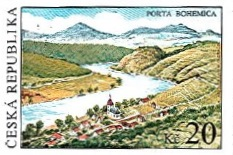 PORTA BOHEMICA
ČESKÁ REPUBLIKA
Kč 20